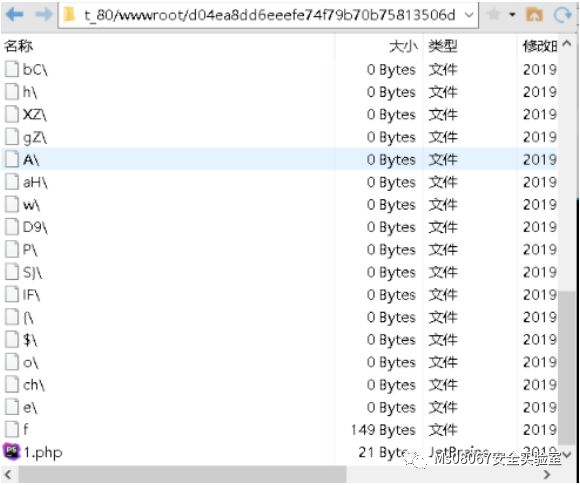 t_80/wwwroot/d04ea8dd6eeefe74f79b70b75813506d
名称 大小 类型 修改
bC\ 0 Bytes 文件 2019
h\ 0 Bytes 文件 2019
XZ\ 0 Bytes 文件 2019
gZ\ 0 Bytes 文件 2019
A\ 0 Bytes 文件 2019
aH\ 0 Bytes 文件 2019
w\ 0 Bytes 文件 2019
D9\ 0 Bytes 文件 2019
P\ 0 Bytes 文件 2019
S}\ 0 Bytes 文件 2019
IF\ 0 Bytes 文件 2019
{\ 0 Bytes 文件 2019
$\ 0 Bytes 文件 2019
o\ 0 Bytes 文件 2019
ch\ 0 Bytes 文件 2019
e\ 0 Bytes 文件 2019
f 149 Bytes 文件 2019
1.php 21 Byte JetBrains 2019
Ms08067安全实验室